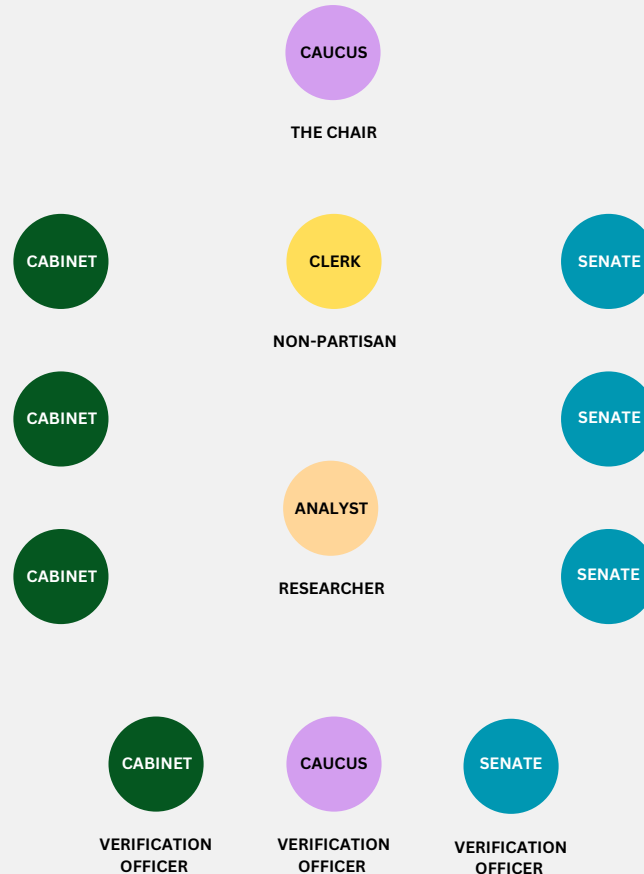 CAUCUS
THE CHAIR
CABINET
CLERK
SENATE
NON-PARTISAN
CABINET
SENATE
ANALYST
CABINET
SENATE
RESEARCHER
CABINET
CAUCUS
SENATE
VERIFICATION
OFFICER
VERIFICATION
OFFICER
VERIFICATION
OFFICER